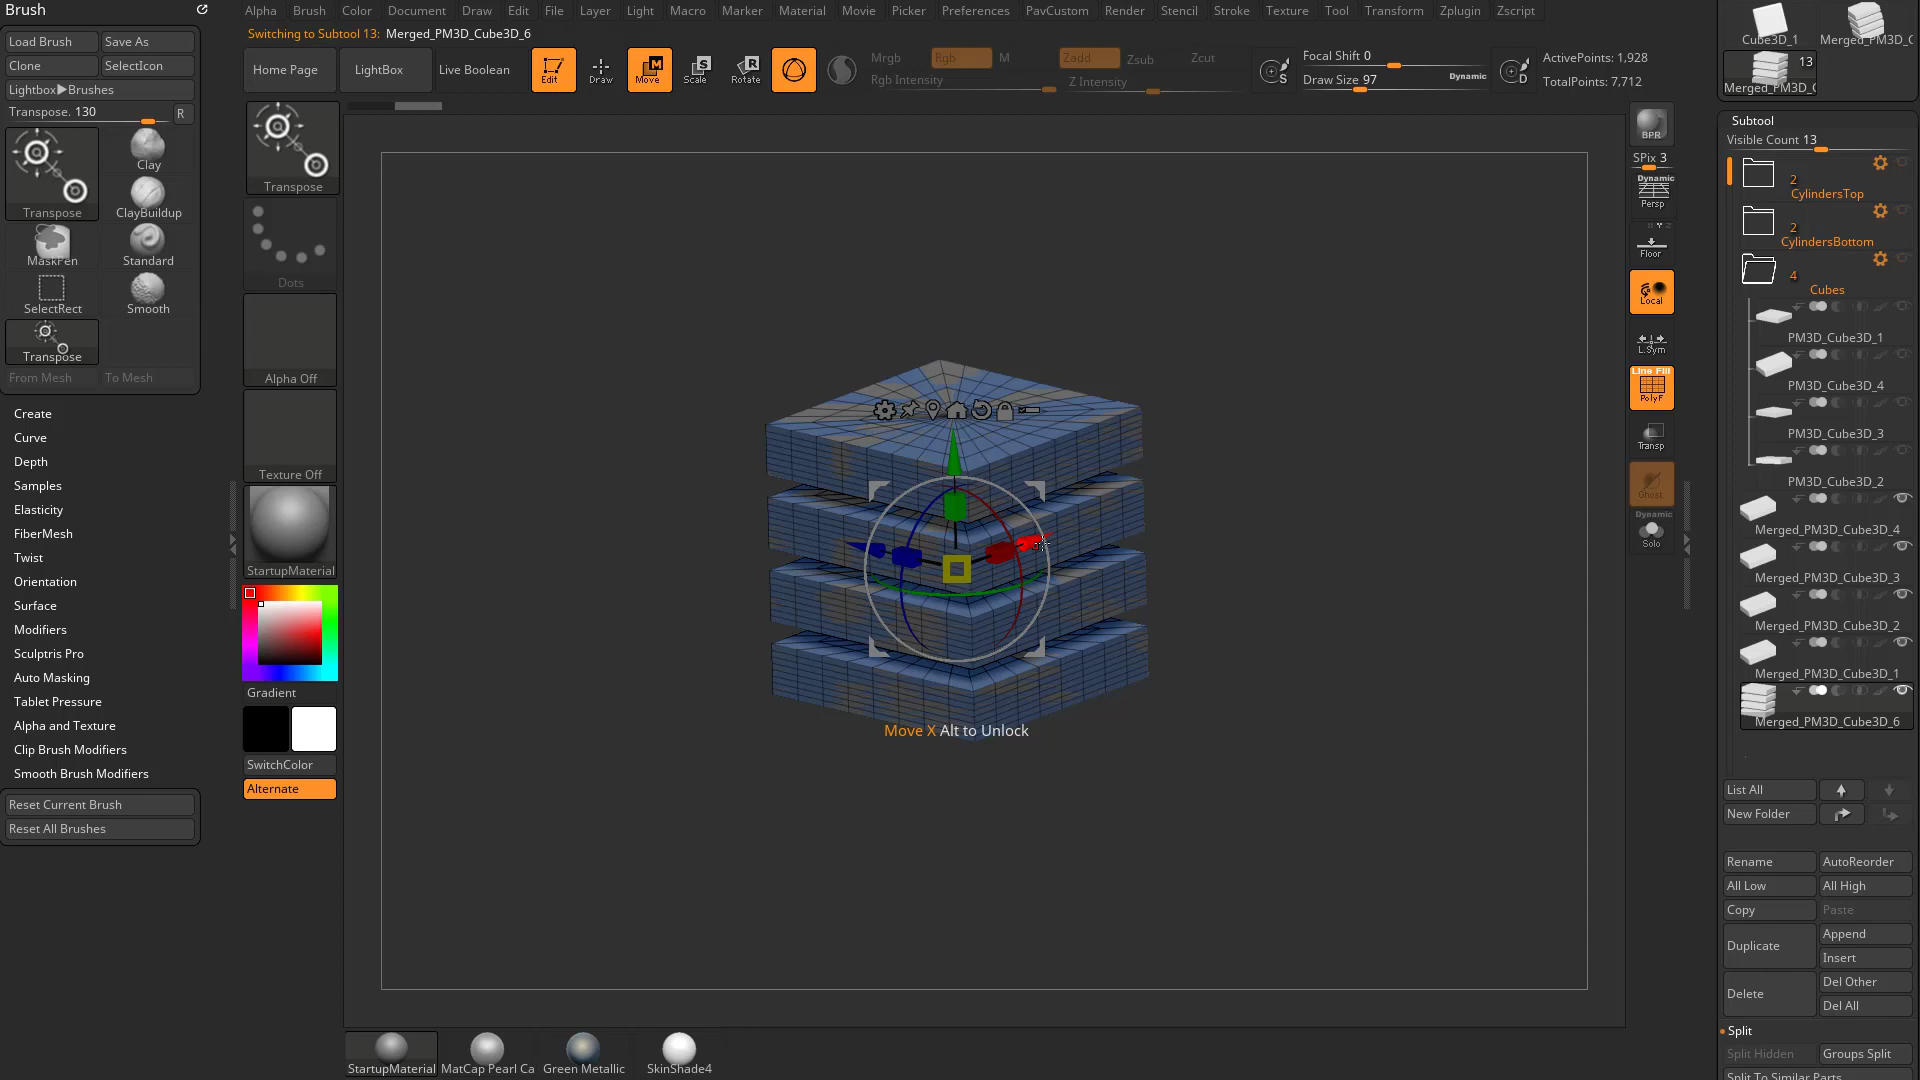 Brush
Alpha Brush Color Document Draw Edit File Layer Light Macro Marker Material Movie Picker Preferences PavCustom Render Stencil Stroke Texture Tool Transform Zplugin Zscript
Switching to Subtool 13: Merged_PM3D_Cube3D_6
Load Brush Save As
Clone SelectIcon
Lightbox▶Brushes
Transpose. 130 R
Transpose
Clay
ClayBuildup
MaskPen
Standard
SelectRect
Smooth
Transpose
From Mesh To Mesh
Create
Curve
Depth
Samples
Elasticity
FiberMesh
Twist
Orientation
Surface
Modifiers
Sculptris Pro
Auto Masking
Tablet Pressure
Alpha and Texture
Clip Brush Modifiers
Smooth Brush Modifiers
Reset Current Brush
Reset All Brushes
Home Page LightBox Live Boolean
Edit Draw Move Scale Rotate
Mrgb Rgb M
Rgb Intensity
Zadd Zsub Zcut
Z Intensity
S
Focal Shift 0
Draw Size 97 Dynamic
D
ActivePoints: 1,928
TotalPoints: 7,712
Transpose
Dots
Alpha Off
Texture Off
StartupMaterial
Gradient
SwitchColor
Alternate
Move X Alt to Unlock
StartupMaterial MatCap Pearl Ca Green Metallic SkinShade4
BPR
SPix 3
Dynamic
Persp
Floor
Local
L.Sym
Line Fill
PolyF
Transp
Ghost
Dynamic
Solo
Cube3D_1 Merged_PM3D_C
13
Merged_PM3D_C
Subtool
Visible Count 13
2
CylindersTop
2
CylindersBottom
4
Cubes
PM3D_Cube3D_1
PM3D_Cube3D_4
PM3D_Cube3D_3
PM3D_Cube3D_2
Merged_PM3D_Cube3D_4
Merged_PM3D_Cube3D_3
Merged_PM3D_Cube3D_2
Merged_PM3D_Cube3D_1
Merged_PM3D_Cube3D_6
List All
New Folder
Rename AutoReorder
All Low All High
Copy Paste
Duplicate Append
Insert
Delete Del Other
Del All
Split
Split Hidden Groups Split
Split To Similar Parts